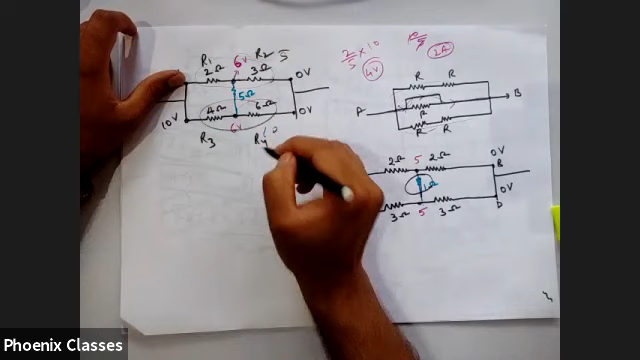 R1 6V R2 5
2Ω 3Ω 0V
5Ω
4Ω 6Ω 0V
10V 6V
R3 R4 10
2/5 × 10
4V
2A
R R
A R B
R R
2Ω 5 2Ω 0V
B
1Ω 0V
3Ω 5 3Ω D
Phoenix Classes